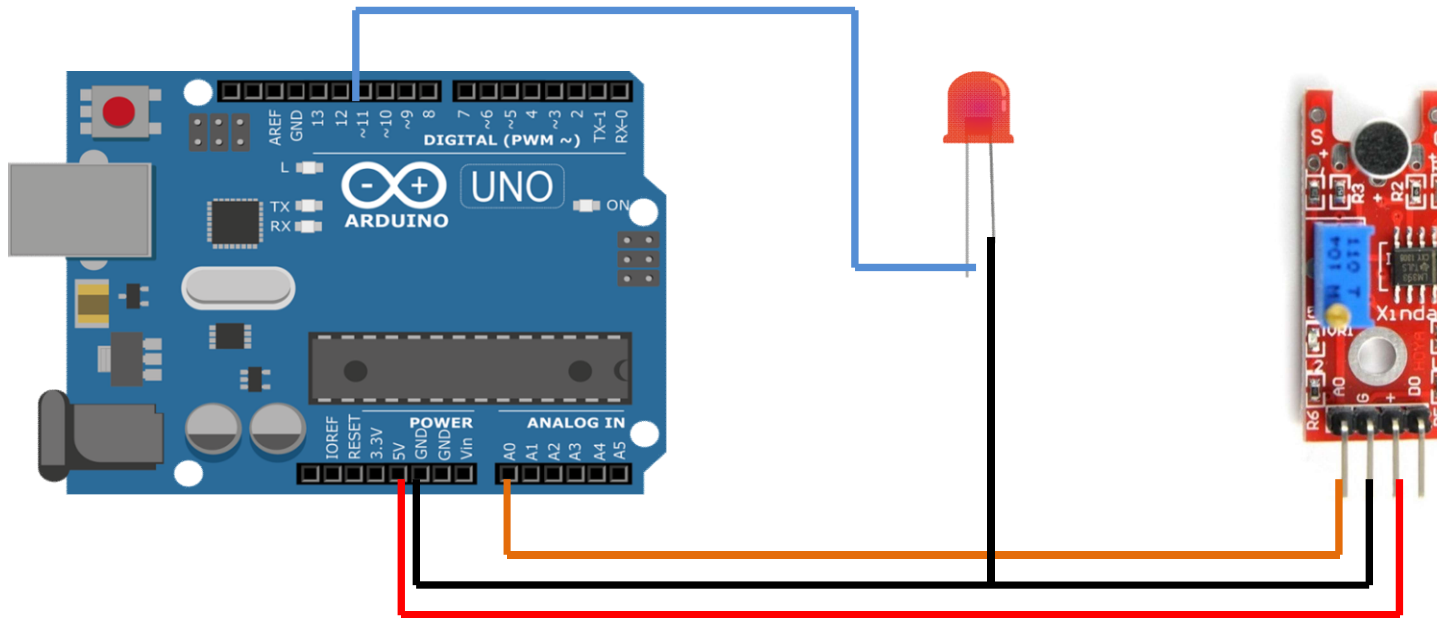 AREF
GND
13
12
~11
~10
~9
8
7
~6
~5
4
~3
2
TX-1
RX-0
DIGITAL (PWM ~)
L
TX
RX
- +
ARDUINO
UNO
ON
POWER
ANALOG IN
IOREF
RESET
3.3V
5V
GND
GND
Vin
A0
A1
A2
A3
A4
A5
S
+
R3
+
R2
W 104
T 011
LM393
Xinda
R6
A0
G
+
D0